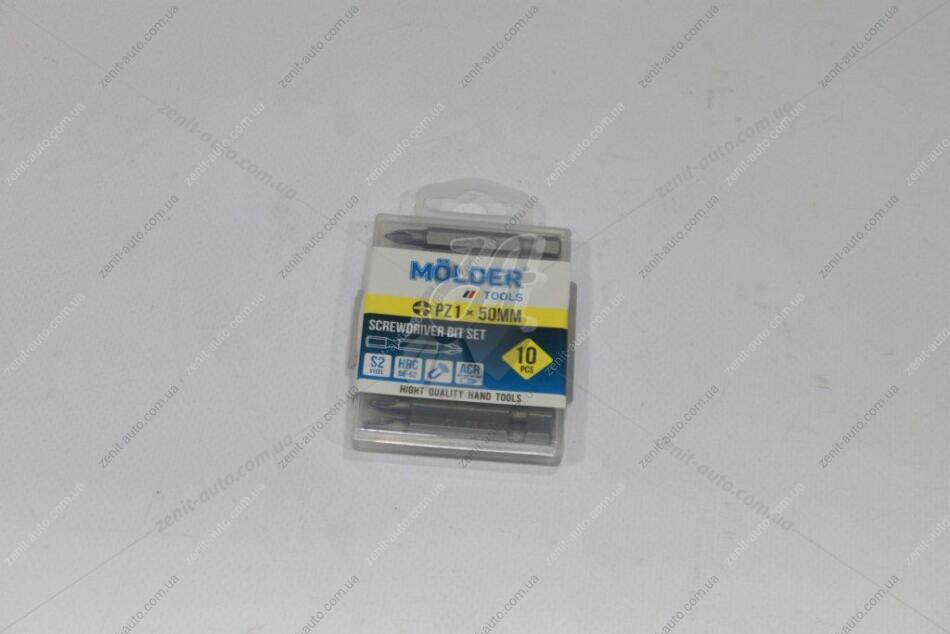 MÖLDER
TOOLS
PZ1 × 50MM
SCREWDRIVER BIT SET
10
PCS
S2
STEEL
HRC
ACR
HIGHT QUALITY HAND TOOLS
zenit-auto.com.ua